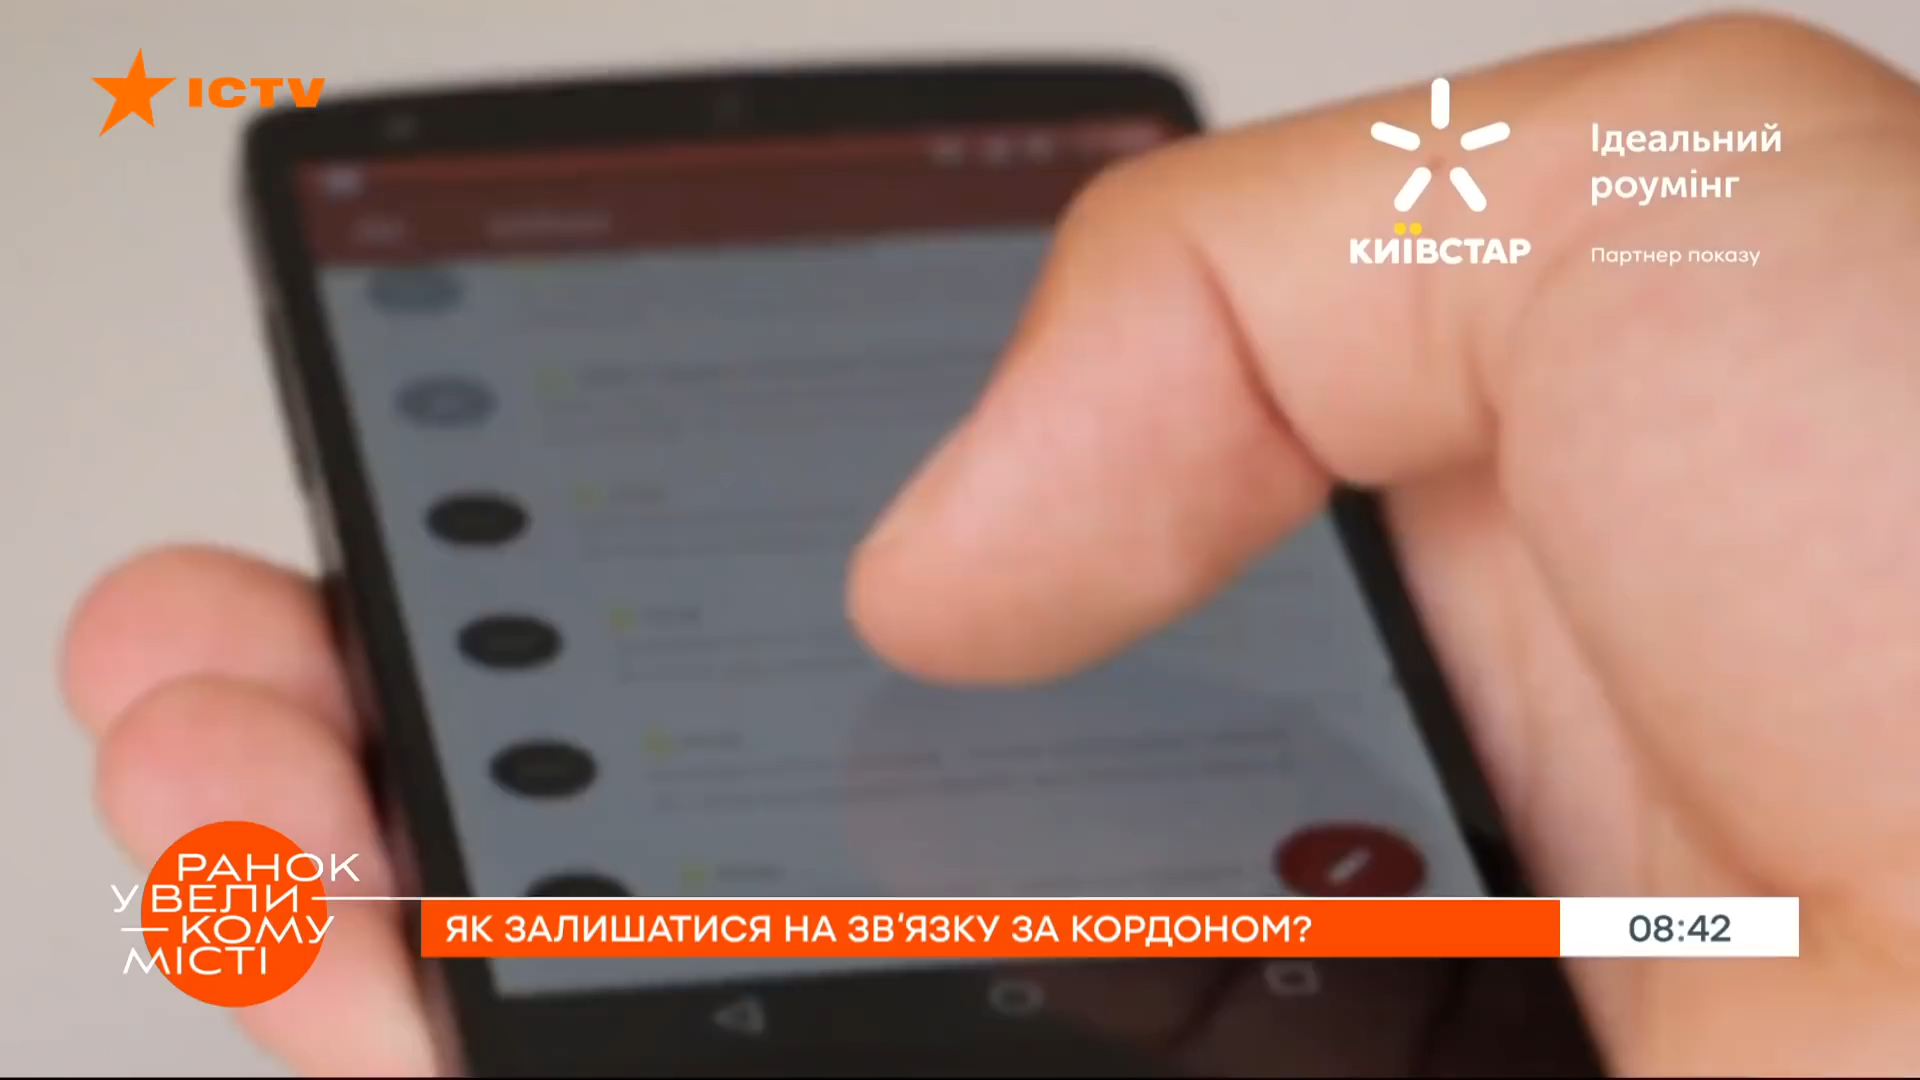 ICTV
Ідеальний
роумінг
КИЇВСТАР
Партнер показу
РАНОК
У ВЕЛИ—
—КОМУ
МІСТІ
ЯК ЗАЛИШАТИСЯ НА ЗВ‘ЯЗКУ ЗА КОРДОНОМ?
08:42